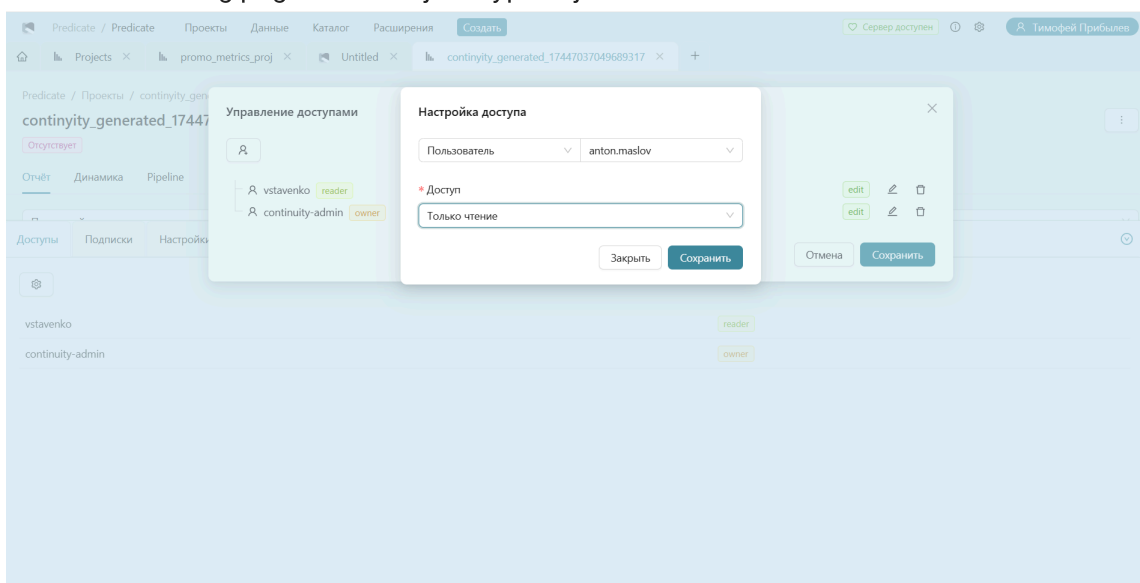 Predicate / Predicate Проекты Данные Каталог Расширения Создать Сервер доступен Тимофей Прибылев
Projects promo_metrics_proj Untitled continyity_generated_17447037049689317
Predicate / Проекты / continyity_gen
continyity_generated_17447
Отсутствует
Отчёт Динамика Pipeline
Доступы Подписки Настройки
Управление доступами
vstavenko reader edit
continuity-admin owner edit
Отмена Сохранить
Настройка доступа
Пользователь anton.maslov
* Доступ
Только чтение
Закрыть Сохранить
vstavenko reader
continuity-admin owner